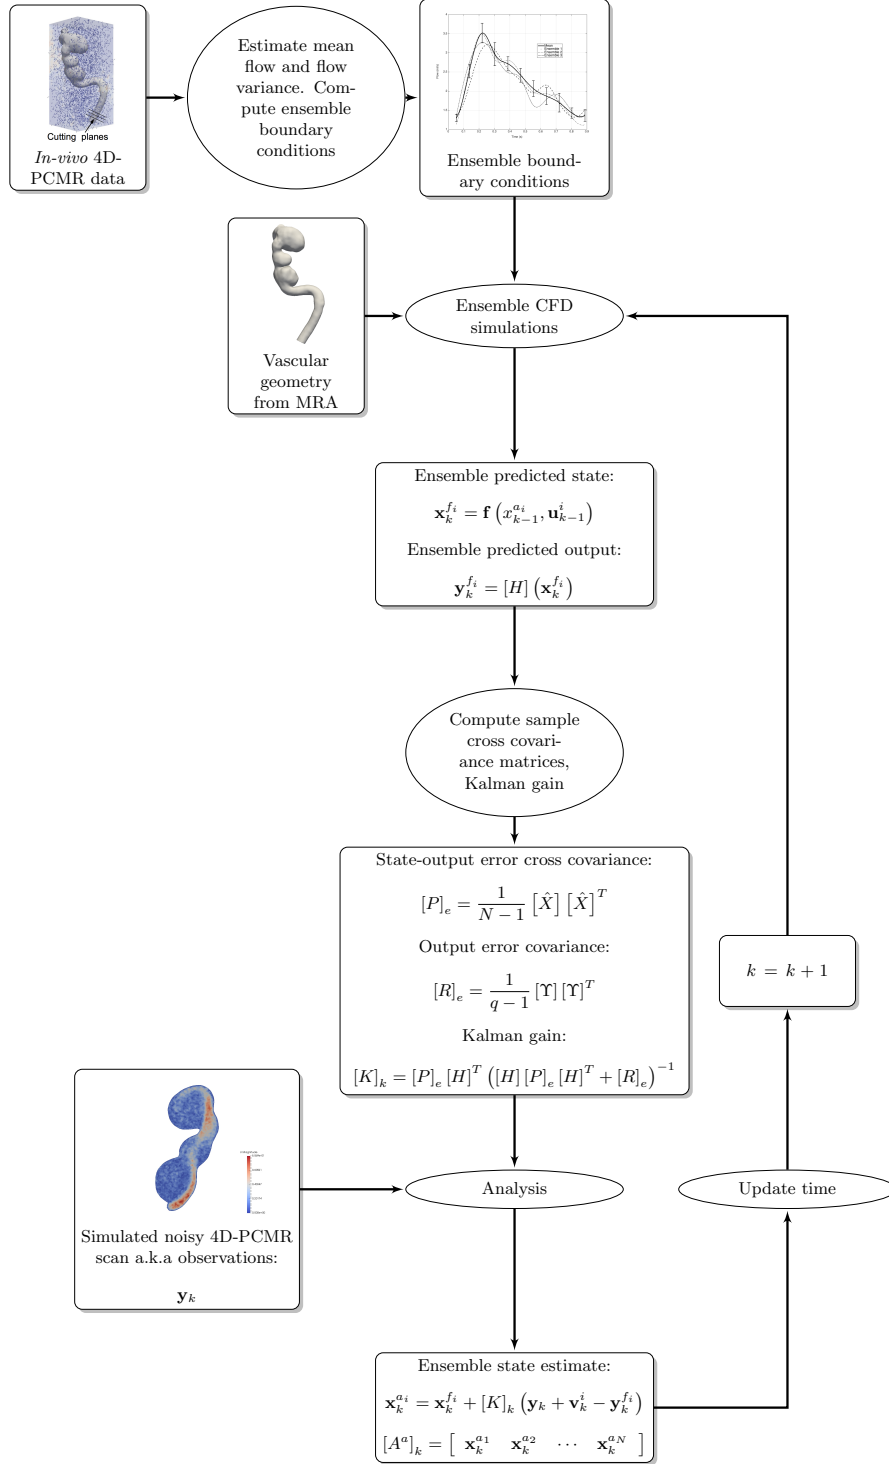 Cutting planes
In-vivo 4D-
PCMR data
Estimate mean
flow and flow
variance. Com-
pute ensemble
boundary
conditions
Mean
Time (s)
Ensemble bound-
ary conditions
Vascular
geometry
from MRA
Ensemble CFD
simulations
Ensemble predicted state:
𝐱_k^{f_i} = 𝐟 (x_{k−1}^{a_i}, 𝐮_{k−1}^i)
Ensemble predicted output:
𝐲_k^{f_i} = [H] (𝐱_k^{f_i})
Compute sample
cross covari-
ance matrices,
Kalman gain
State-output error cross covariance:
[P]_e = 1/(N − 1) [X̂] [X̂]^T
Output error covariance:
[R]_e = 1/(q − 1) [ϒ] [ϒ]^T
Kalman gain:
[K]_k = [P]_e [H]^T ([H] [P]_e [H]^T + [R]_e)^{−1}
k = k + 1
Simulated noisy 4D-PCMR
scan a.k.a observations:
𝐲_k
Analysis
Update time
Ensemble state estimate:
𝐱_k^{a_i} = 𝐱_k^{f_i} + [K]_k (𝐲_k + 𝐯_k^i − 𝐲_k^{f_i})
[A^a]_k = [ 𝐱_k^{a_1} 𝐱_k^{a_2} ⋯ 𝐱_k^{a_N} ]